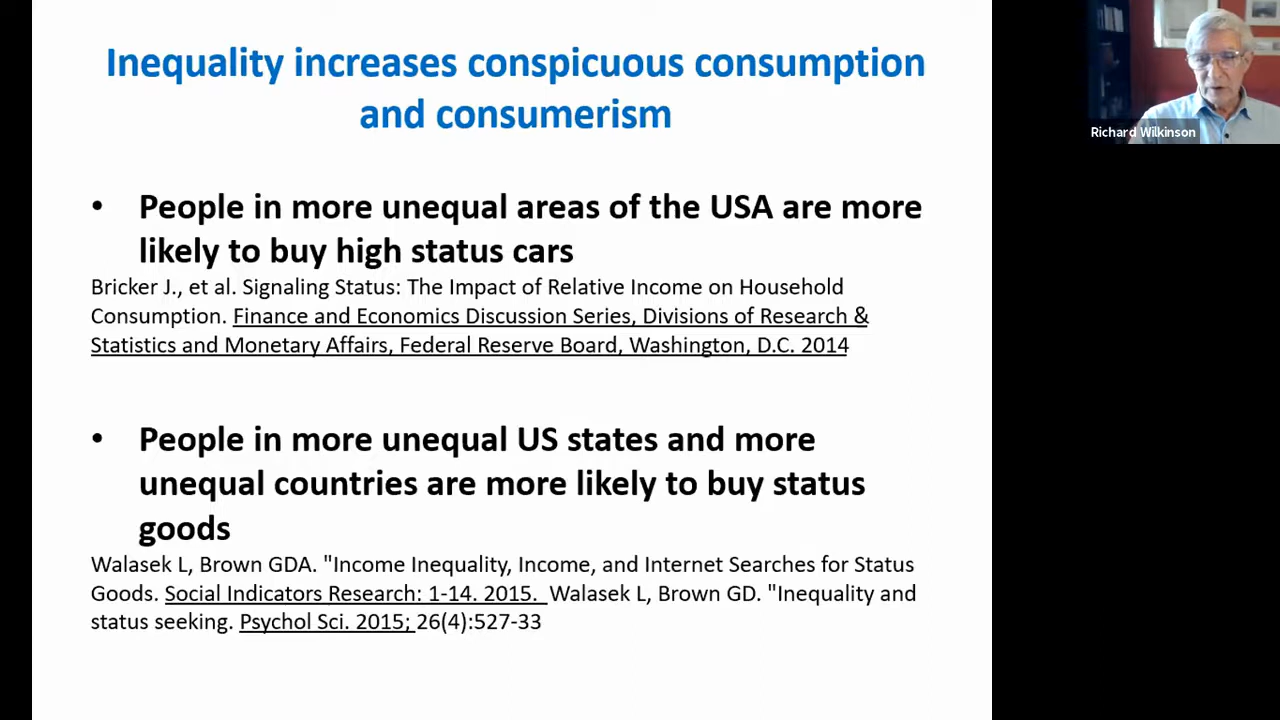 Inequality increases conspicuous consumption
and consumerism
• People in more unequal areas of the USA are more
likely to buy high status cars
Bricker J., et al. Signaling Status: The Impact of Relative Income on Household
Consumption. Finance and Economics Discussion Series, Divisions of Research &
Statistics and Monetary Affairs, Federal Reserve Board, Washington, D.C. 2014
• People in more unequal US states and more
unequal countries are more likely to buy status
goods
Walasek L, Brown GDA. "Income Inequality, Income, and Internet Searches for Status
Goods. Social Indicators Research: 1-14. 2015. Walasek L, Brown GD. "Inequality and
status seeking. Psychol Sci. 2015; 26(4):527-33
Richard Wilkinson